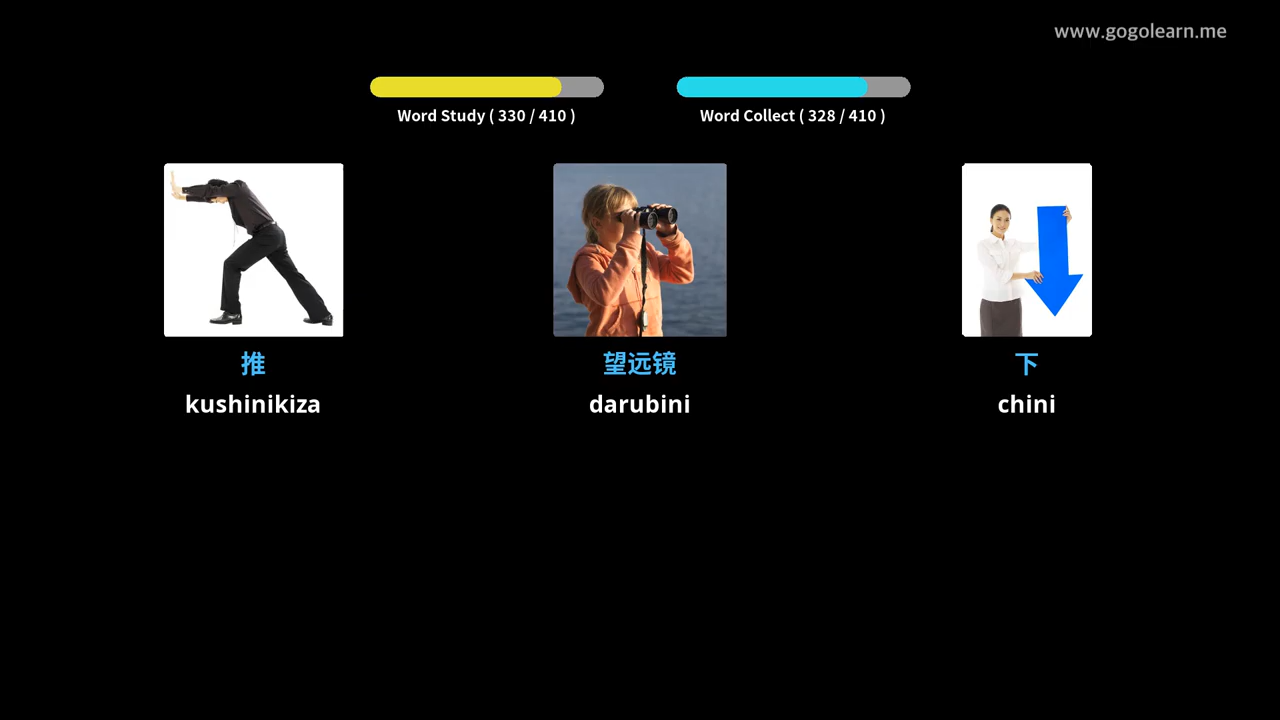 www.gogolearn.me
Word Study ( 330 / 410 )
Word Collect ( 328 / 410 )
推
望远镜
下
kushinikiza
darubini
chini